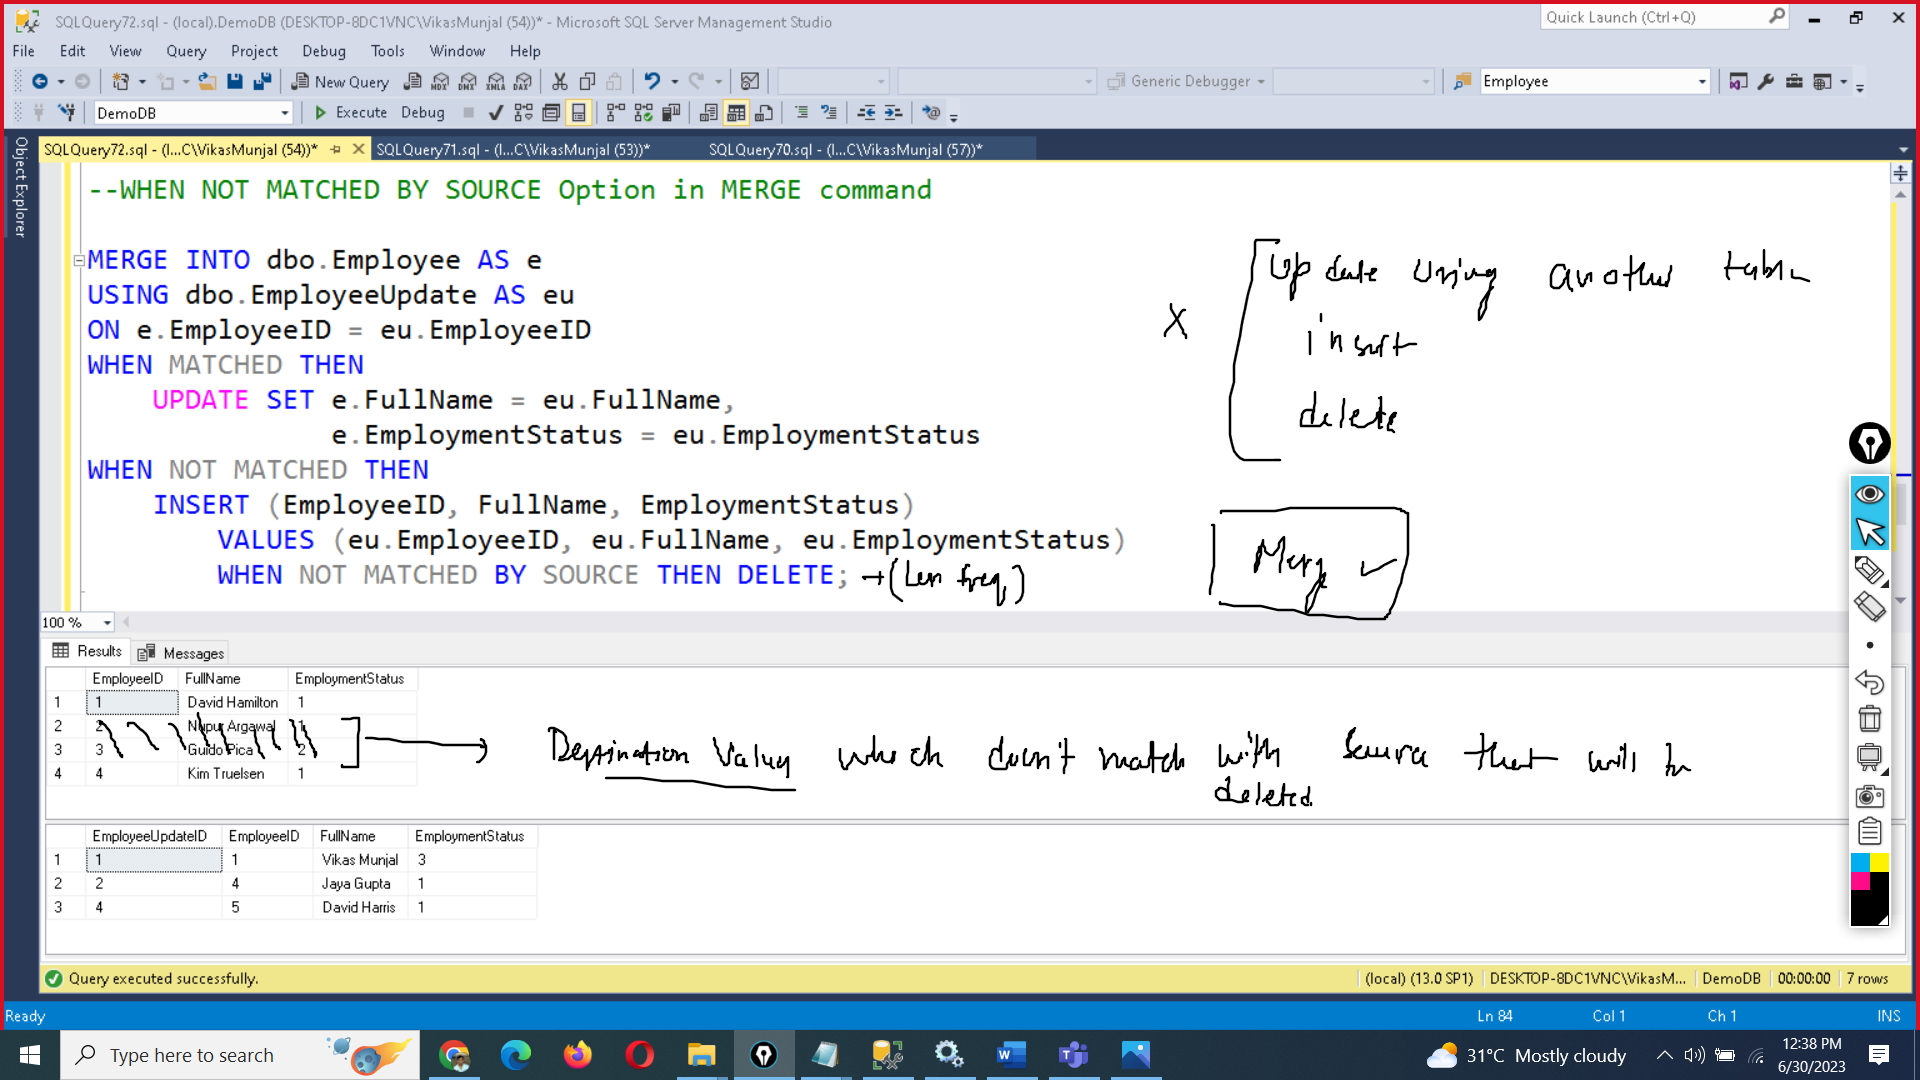 SQLQuery72.sql - (local).DemoDB (DESKTOP-8DC1VNC\VikasMunjal (54))* - Microsoft SQL Server Management Studio
Quick Launch (Ctrl+Q)
File Edit View Query Project Debug Tools Window Help
New Query MDX DMX XMLA DAX Generic Debugger Employee
DemoDB Execute Debug
Object Explorer
SQLQuery72.sql - (l...C\VikasMunjal (54))* SQLQuery71.sql - (l...C\VikasMunjal (53))* SQLQuery70.sql - (l...C\VikasMunjal (57))*
--WHEN NOT MATCHED BY SOURCE Option in MERGE command
MERGE INTO dbo.Employee AS e
USING dbo.EmployeeUpdate AS eu
ON e.EmployeeID = eu.EmployeeID
WHEN MATCHED THEN
UPDATE SET e.FullName = eu.FullName,
e.EmploymentStatus = eu.EmploymentStatus
WHEN NOT MATCHED THEN
INSERT (EmployeeID, FullName, EmploymentStatus)
VALUES (eu.EmployeeID, eu.FullName, eu.EmploymentStatus)
WHEN NOT MATCHED BY SOURCE THEN DELETE; → (Less freq)
X
Update using another table
insert
delete
Merge ✓
100 %
Results Messages
EmployeeID FullName EmploymentStatus
1 1 David Hamilton 1
2 2 Nupur Argawal 1
3 3 Guido Pica 2
4 4 Kim Truelsen 1
Destination Value which doesn't match with source that will be
deleted.
EmployeeUpdateID EmployeeID FullName EmploymentStatus
1 1 1 Vikas Munjal 3
2 2 4 Jaya Gupta 1
3 4 5 David Harris 1
Query executed successfully. (local) (13.0 SP1) DESKTOP-8DC1VNC\VikasM... DemoDB 00:00:00 7 rows
Ready Ln 84 Col 1 Ch 1 INS
Type here to search
31°C Mostly cloudy
12:38 PM
6/30/2023